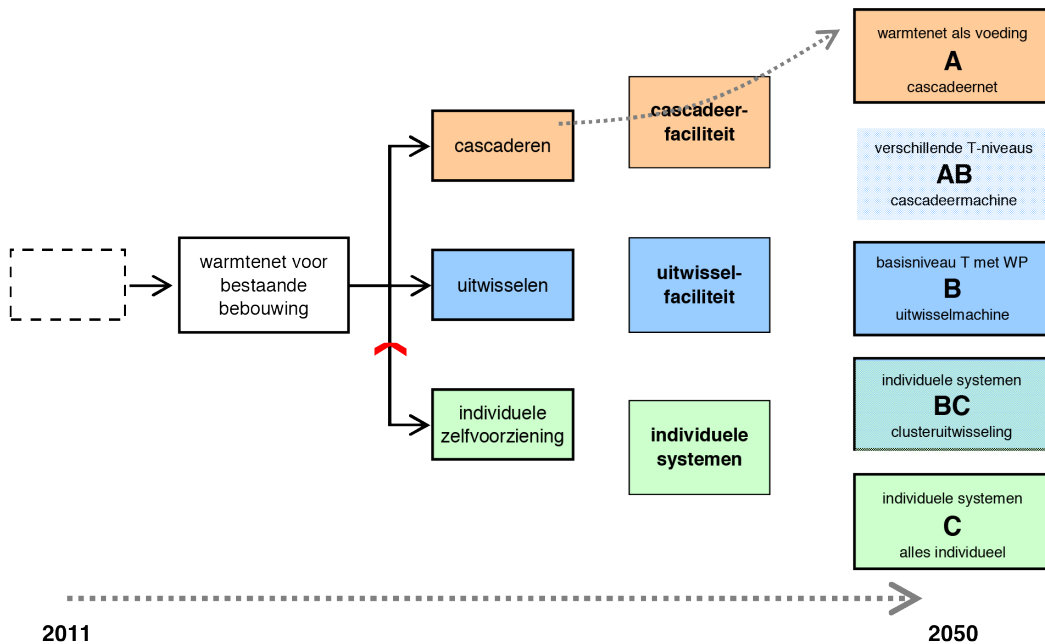 warmtenet voor
bestaande
bebouwing
cascaderen
uitwisselen
individuele
zelfvoorziening
cascadeer-
faciliteit
uitwissel-
faciliteit
individuele
systemen
warmtenet als voeding
A
cascadeernet
verschillende T-niveaus
AB
cascadeermachine
basisniveau T met WP
B
uitwisselmachine
individuele systemen
BC
clusteruitwisseling
individuele systemen
C
alles individueel
2011
2050